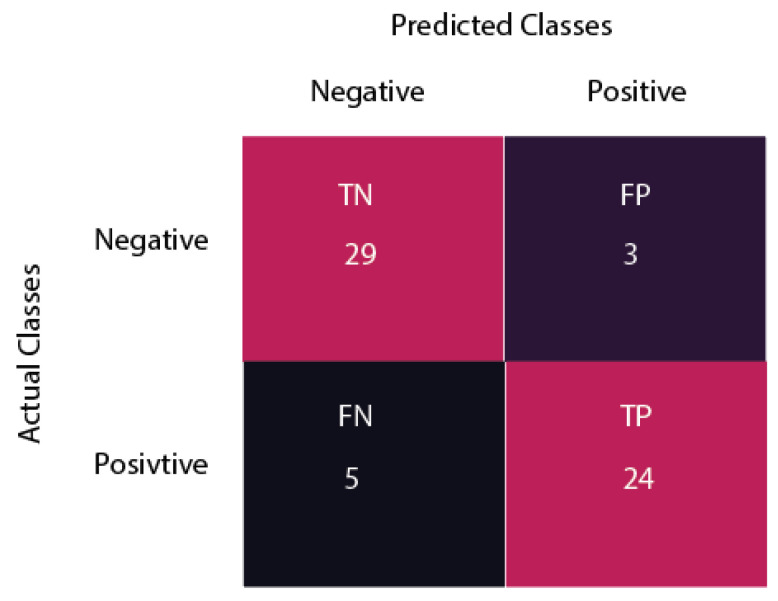 Predicted Classes
Negative Positive
TN FP
Negative
29 3
Actual Classes
FN TP
Posivtive
5 24